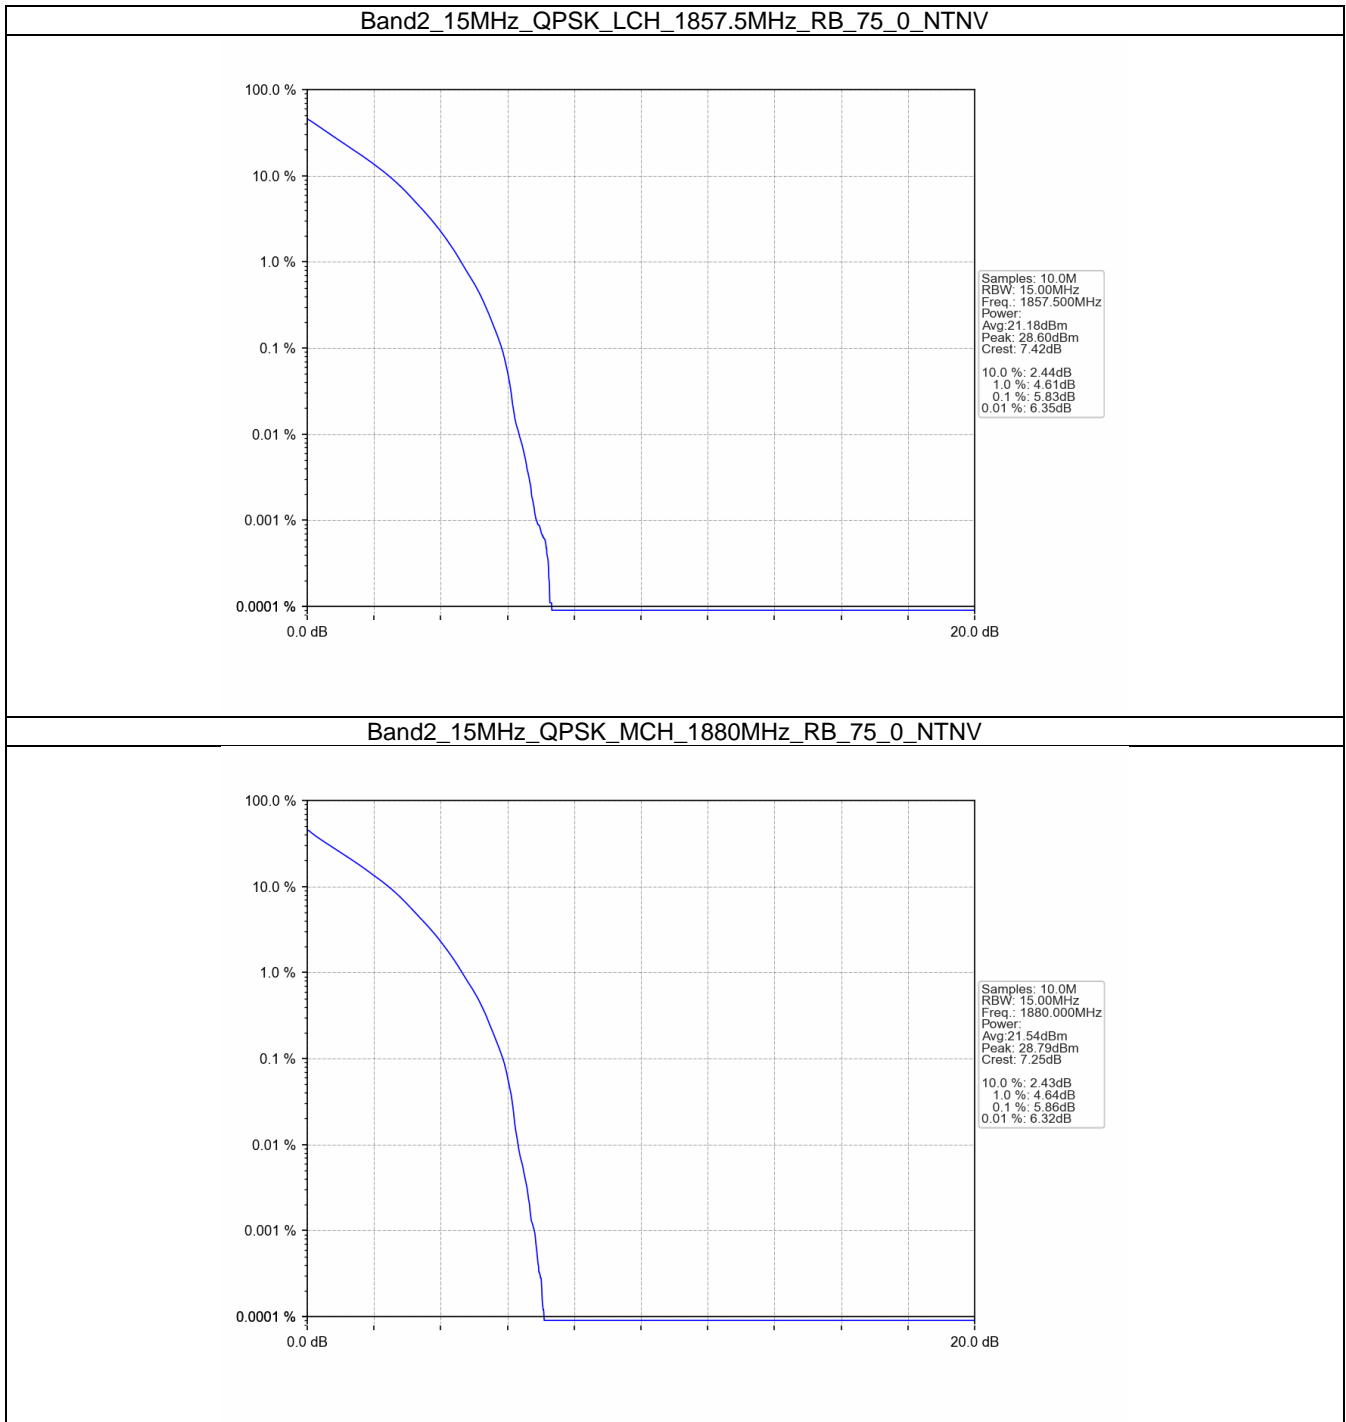 Band2_15MHz_QPSK_LCH_1857.5MHz_RB_75_0_NTNV
100.0 %
10.0 %
1.0 %
0.1 %
0.01 %
0.001 %
0.0001 %
0.0 dB
20.0 dB
Samples: 10.0M
RBW: 15.00MHz
Freq.: 1857.500MHz
Power:
Avg:21.18dBm
Peak: 28.60dBm
Crest: 7.42dB
10.0 %: 2.44dB
1.0 %: 4.61dB
0.1 %: 5.83dB
0.01 %: 6.35dB
Band2_15MHz_QPSK_MCH_1880MHz_RB_75_0_NTNV
100.0 %
10.0 %
1.0 %
0.1 %
0.01 %
0.001 %
0.0001 %
0.0 dB
20.0 dB
Samples: 10.0M
RBW: 15.00MHz
Freq.: 1880.000MHz
Power:
Avg:21.54dBm
Peak: 28.79dBm
Crest: 7.25dB
10.0 %: 2.43dB
1.0 %: 4.64dB
0.1 %: 5.86dB
0.01 %: 6.32dB